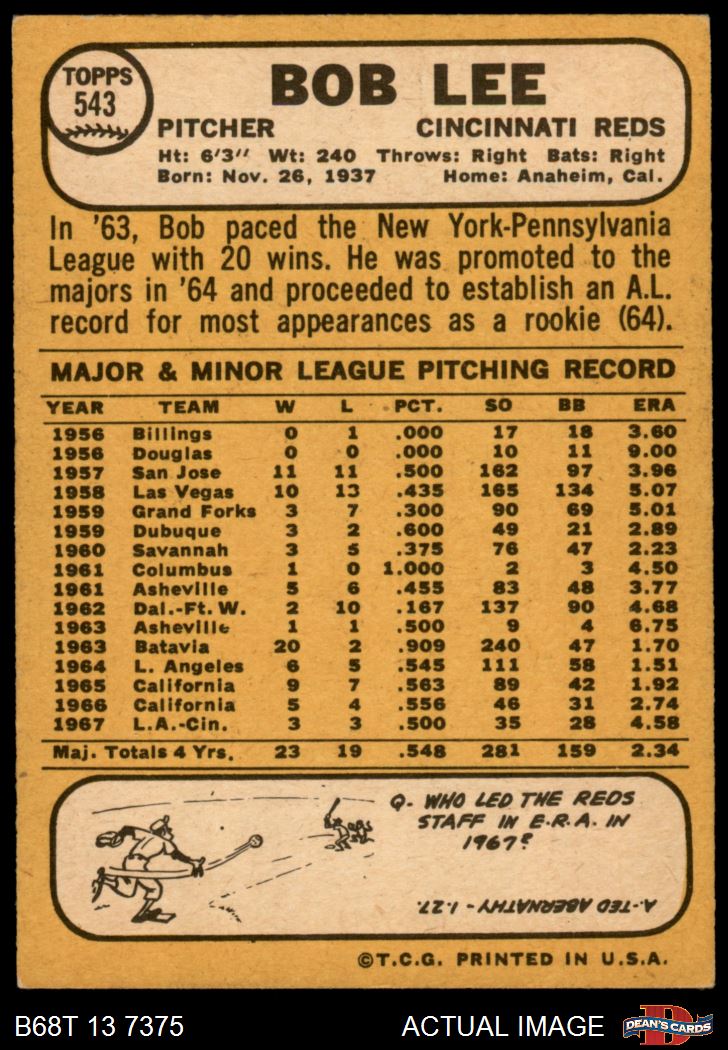 TOPPS
543
BOB LEE
PITCHER CINCINNATI REDS
Ht: 6'3" Wt: 240 Throws: Right Bats: Right
Born: Nov. 26, 1937 Home: Anaheim, Cal.
In '63, Bob paced the New York-Pennsylvania
League with 20 wins. He was promoted to the
majors in '64 and proceeded to establish an A.L.
record for most appearances as a rookie (64).
MAJOR & MINOR LEAGUE PITCHING RECORD
YEAR TEAM W L PCT. SO BB ERA
1956 Billings 0 1 .000 17 18 3.60
1956 Douglas 0 0 .000 10 11 9.00
1957 San Jose 11 11 .500 162 97 3.96
1958 Las Vegas 10 13 .435 165 134 5.07
1959 Grand Forks 3 7 .300 90 69 5.01
1959 Dubuque 3 2 .600 49 21 2.89
1960 Savannah 3 5 .375 76 47 2.23
1961 Columbus 1 0 1.000 2 3 4.50
1961 Asheville 5 6 .455 83 48 3.77
1962 Dal.-Ft. W. 2 10 .167 137 90 4.68
1963 Asheville 1 1 .500 9 4 6.75
1963 Batavia 20 2 .909 240 47 1.70
1964 L. Angeles 6 5 .545 111 58 1.51
1965 California 9 7 .563 89 42 1.92
1966 California 5 4 .556 46 31 2.74
1967 L.A.-Cin. 3 3 .500 35 28 4.58
Maj. Totals 4 Yrs. 23 19 .548 281 159 2.34
Q- WHO LED THE REDS
STAFF IN E.R.A. IN
1967?
A-TED ABERNATHY - 1.27.
©T.C.G. PRINTED IN U.S.A.
B68T 13 7375 ACTUAL IMAGE
D
DEAN'S CARDS